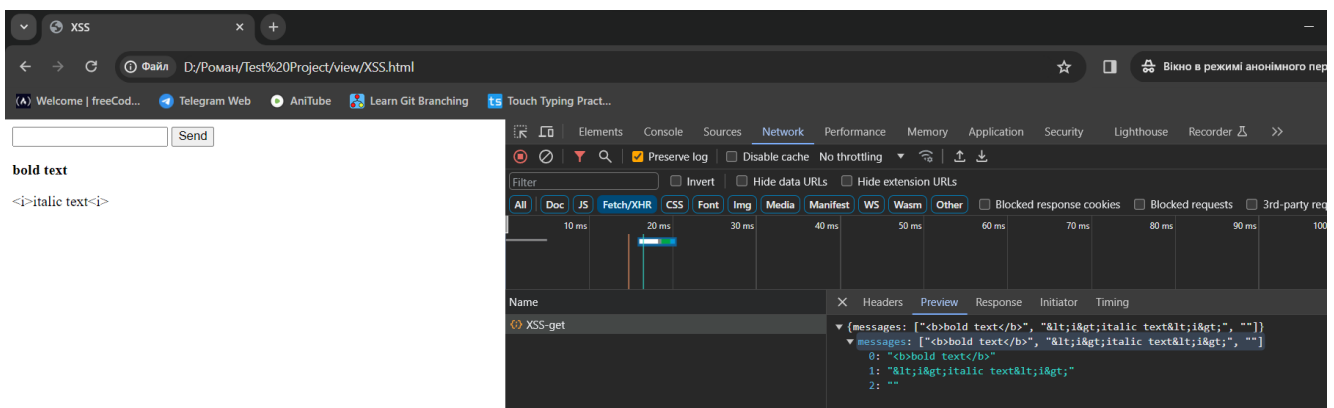 XSS
Файл D:/Роман/Test%20Project/view/XSS.html
Вікно в режимі анонімного пер
Welcome | freeCod... Telegram Web AniTube Learn Git Branching ts Touch Typing Pract...
Send
bold text
<i>italic text<i>
Elements Console Sources Network Performance Memory Application Security Lighthouse Recorder
Preserve log Disable cache No throttling
Filter Invert Hide data URLs Hide extension URLs
All Doc JS Fetch/XHR CSS Font Img Media Manifest WS Wasm Other Blocked response cookies Blocked requests 3rd-party req
10 ms 20 ms 30 ms 40 ms 50 ms 60 ms 70 ms 80 ms 90 ms 100
Name
XSS-get
Headers Preview Response Initiator Timing
{messages: ["<b>bold text</b>", "&lt;i&gt;italic text&lt;i&gt;", ""]}
messages: ["<b>bold text</b>", "&lt;i&gt;italic text&lt;i&gt;", ""]
0: "<b>bold text</b>"
1: "&lt;i&gt;italic text&lt;i&gt;"
2: ""